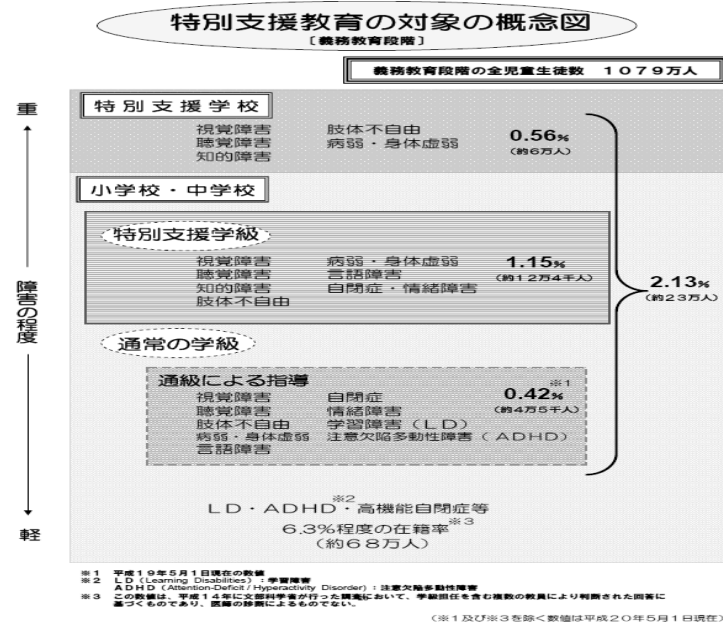 特別支援教育の対象の概念図
［義務教育段階］
義務教育段階の全児童生徒数　１０７９万人
重
障害の程度
軽
特別支援学校
視覚障害　肢体不自由
聴覚障害　病弱・身体虚弱
知的障害
0.56%
（約6万人）
小学校・中学校
特別支援学級
視覚障害　病弱・身体虚弱
聴覚障害　言語障害
知的障害　自閉症・情緒障害
肢体不自由
1.15%
（約12万4千人）
2.13%
（約23万人）
通常の学級
通級による指導
視覚障害　自閉症
聴覚障害　情緒障害
肢体不自由　学習障害（ＬＤ）
病弱・身体虚弱　注意欠陥多動性障害（ＡＤＨＤ）
言語障害
※1
0.42%
（約4万5千人）
ＬＤ・ＡＤＨＤ・高機能自閉症等※2
6.3%程度の在籍率※3
（約６８万人）
※１　平成１９年５月１日現在の数値
※２　ＬＤ（Learning Disabilities）：学習障害
ＡＤＨＤ（Attention-Deficit / Hyperactivity Disorder）：注意欠陥多動性障害
※３　この数値は、平成１４年に文部科学省が行った調査において、学級担任を含む複数の教員により判断された回答に
基づくものであり、医師の診断によるものでない。
（※１及び※３を除く数値は平成２０年５月１日現在）